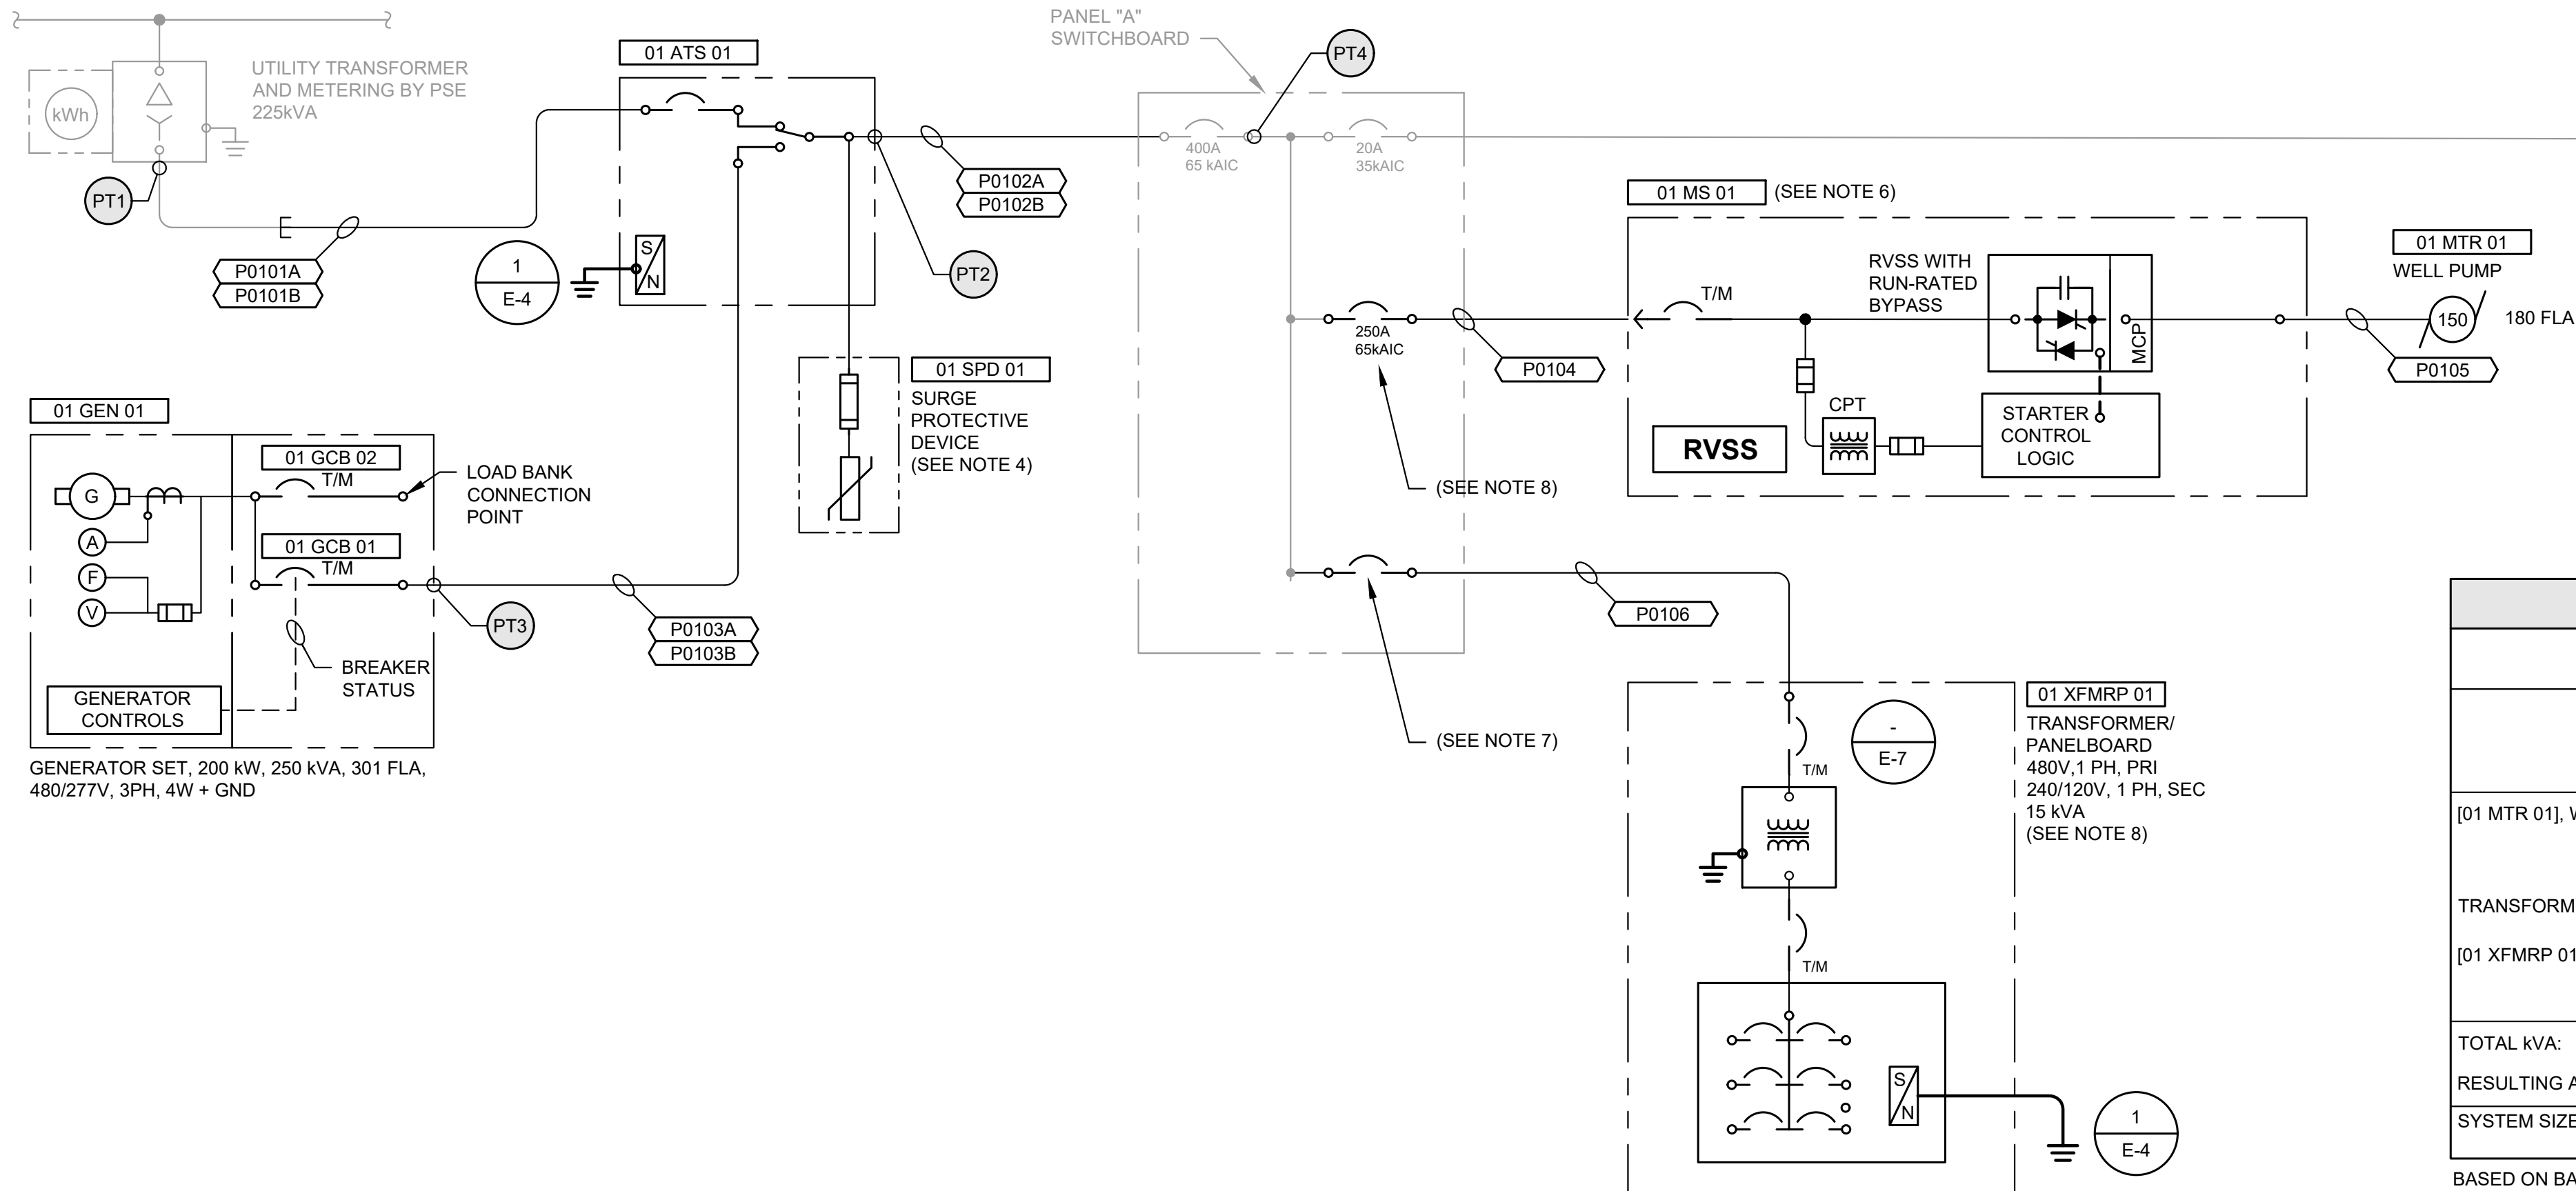 PANEL "A"
SWITCHBOARD
PT4
01 ATS 01
UTILITY TRANSFORMER
AND METERING BY PSE
225kVA
kWh
PT1
400A
65 kAIC
20A
35kAIC
P0102A
P0102B
01 MS 01 (SEE NOTE 6)
S
N
1
E-4
P0101A
P0101B
PT2
RVSS WITH
RUN-RATED
BYPASS
T/M
MCP
01 MTR 01
WELL PUMP
150
180 FLA
P0105
250A
65kAIC
P0104
01 SPD 01
SURGE
PROTECTIVE
DEVICE
(SEE NOTE 4)
CPT
STARTER
CONTROL
LOGIC
RVSS
(SEE NOTE 8)
01 GEN 01
01 GCB 02
T/M
LOAD BANK
CONNECTION
POINT
G
A
F
V
01 GCB 01
T/M
PT3
P0103A
P0103B
BREAKER
STATUS
GENERATOR
CONTROLS
GENERATOR SET, 200 kW, 250 kVA, 301 FLA,
480/277V, 3PH, 4W + GND
P0106
(SEE NOTE 7)
01 XFMRP 01
TRANSFORMER/
PANELBOARD
480V,1 PH, PRI
240/120V, 1 PH, SEC
15 kVA
(SEE NOTE 8)
-
E-7
T/M
T/M
S
N
1
E-4
[01 MTR 01],
[01 XFMRP 01
TOTAL kVA:
RESULTING
SYSTEM SIZE
BASED ON